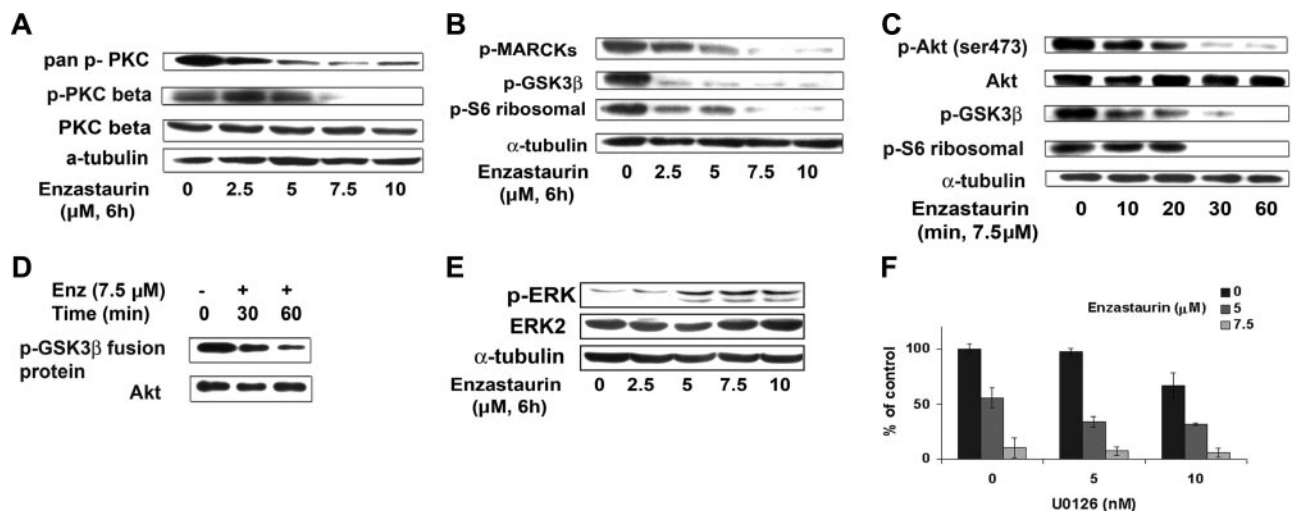 A
pan p- PKC
p-PKC beta
PKC beta
a-tubulin
Enzastaurin 0 2.5 5 7.5 10
(µM, 6h)
B
p-MARCKs
p-GSK3β
p-S6 ribosomal
α-tubulin
Enzastaurin 0 2.5 5 7.5 10
(µM, 6h)
C
p-Akt (ser473)
Akt
p-GSK3β
p-S6 ribosomal
α-tubulin
Enzastaurin 0 10 20 30 60
(min, 7.5µM)
D
Enz (7.5 µM) - + +
Time (min) 0 30 60
p-GSK3β fusion
protein
Akt
E
p-ERK
ERK2
α-tubulin
Enzastaurin 0 2.5 5 7.5 10
(µM, 6h)
F
Enzastaurin (µM)
0
5
7.5
% of control
100
50
0
0 5 10
U0126 (nM)